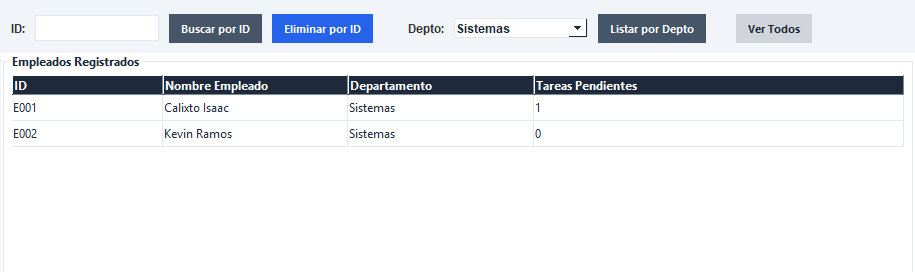 ID: Buscar por ID Eliminar por ID Depto: Sistemas Listar por Depto Ver Todos
Empleados Registrados
ID Nombre Empleado Departamento Tareas Pendientes
E001 Calixto Isaac Sistemas 1
E002 Kevin Ramos Sistemas 0